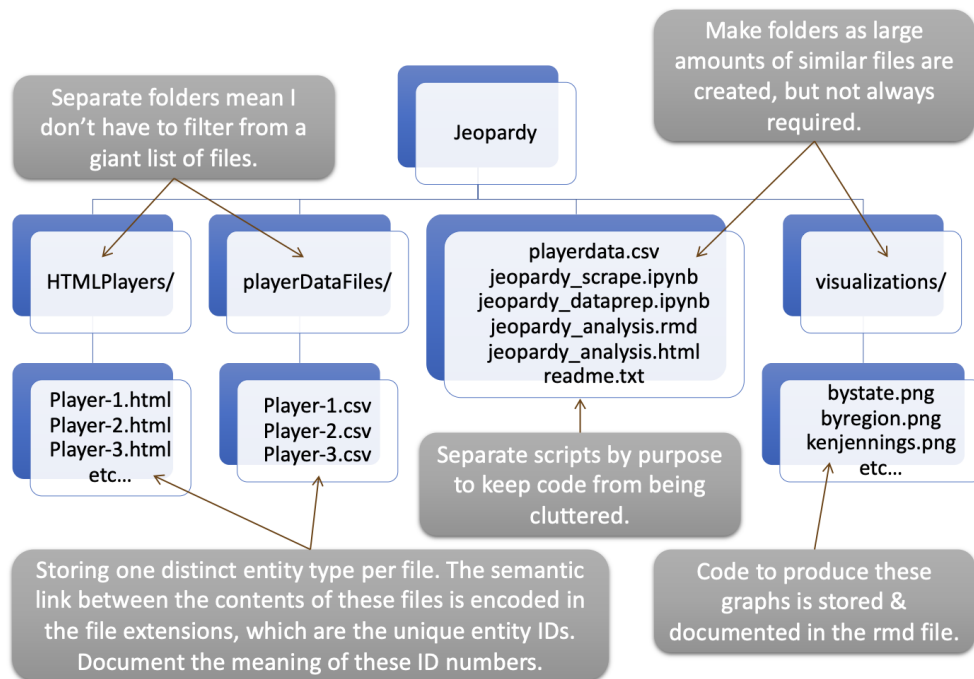 Make folders as large
amounts of similar files are
created, but not always
required.
Separate folders mean I
don’t have to filter from a
giant list of files.
Jeopardy
HTMLPlayers/
playerDataFiles/
playerdata.csv
jeopardy_scrape.ipynb
jeopardy_dataprep.ipynb
jeopardy_analysis.rmd
jeopardy_analysis.html
readme.txt
visualizations/
Player-1.html
Player-2.html
Player-3.html
etc...
Player-1.csv
Player-2.csv
Player-3.csv
bystate.png
byregion.png
kenjennings.png
etc...
Separate scripts by purpose
to keep code from being
cluttered.
Storing one distinct entity type per file. The semantic
link between the contents of these files is encoded in
the file extensions, which are the unique entity IDs.
Document the meaning of these ID numbers.
Code to produce these
graphs is stored &
documented in the rmd file.